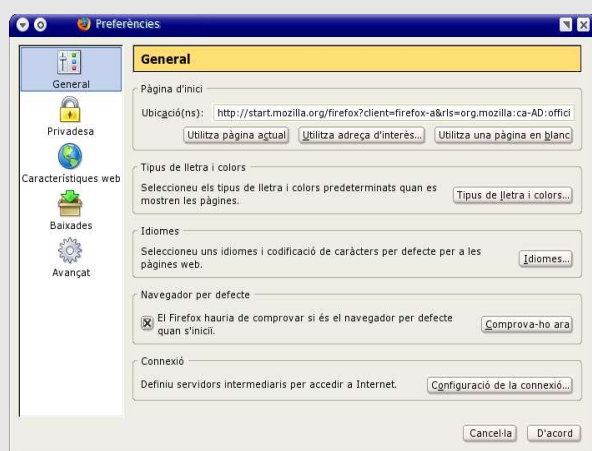 Preferències
General
Privadesa
Característiques web
Baixades
Avançat
General
Pàgina d'inici
Ubicació(ns): http://start.mozilla.org/firefox?client=firefox-a&rls=org.mozilla:ca-AD:offici
Utilitza pàgina actual Utilitza adreça d'interès... Utilitza una pàgina en blanc
Tipus de lletra i colors
Seleccioneu els tipus de lletra i colors predeterminats quan es
mostren les pàgines.
Tipus de lletra i colors...
Idiomes
Seleccioneu uns idiomes i codificació de caràcters per defecte per a les
pàgines web.
Idiomes...
Navegador per defecte
El Firefox hauria de comprovar si és el navegador per defecte
quan s'iniciï.
Comprova-ho ara
Connexió
Definiu servidors intermediaris per accedir a Internet. Configuració de la connexió...
Cancel·la D'acord